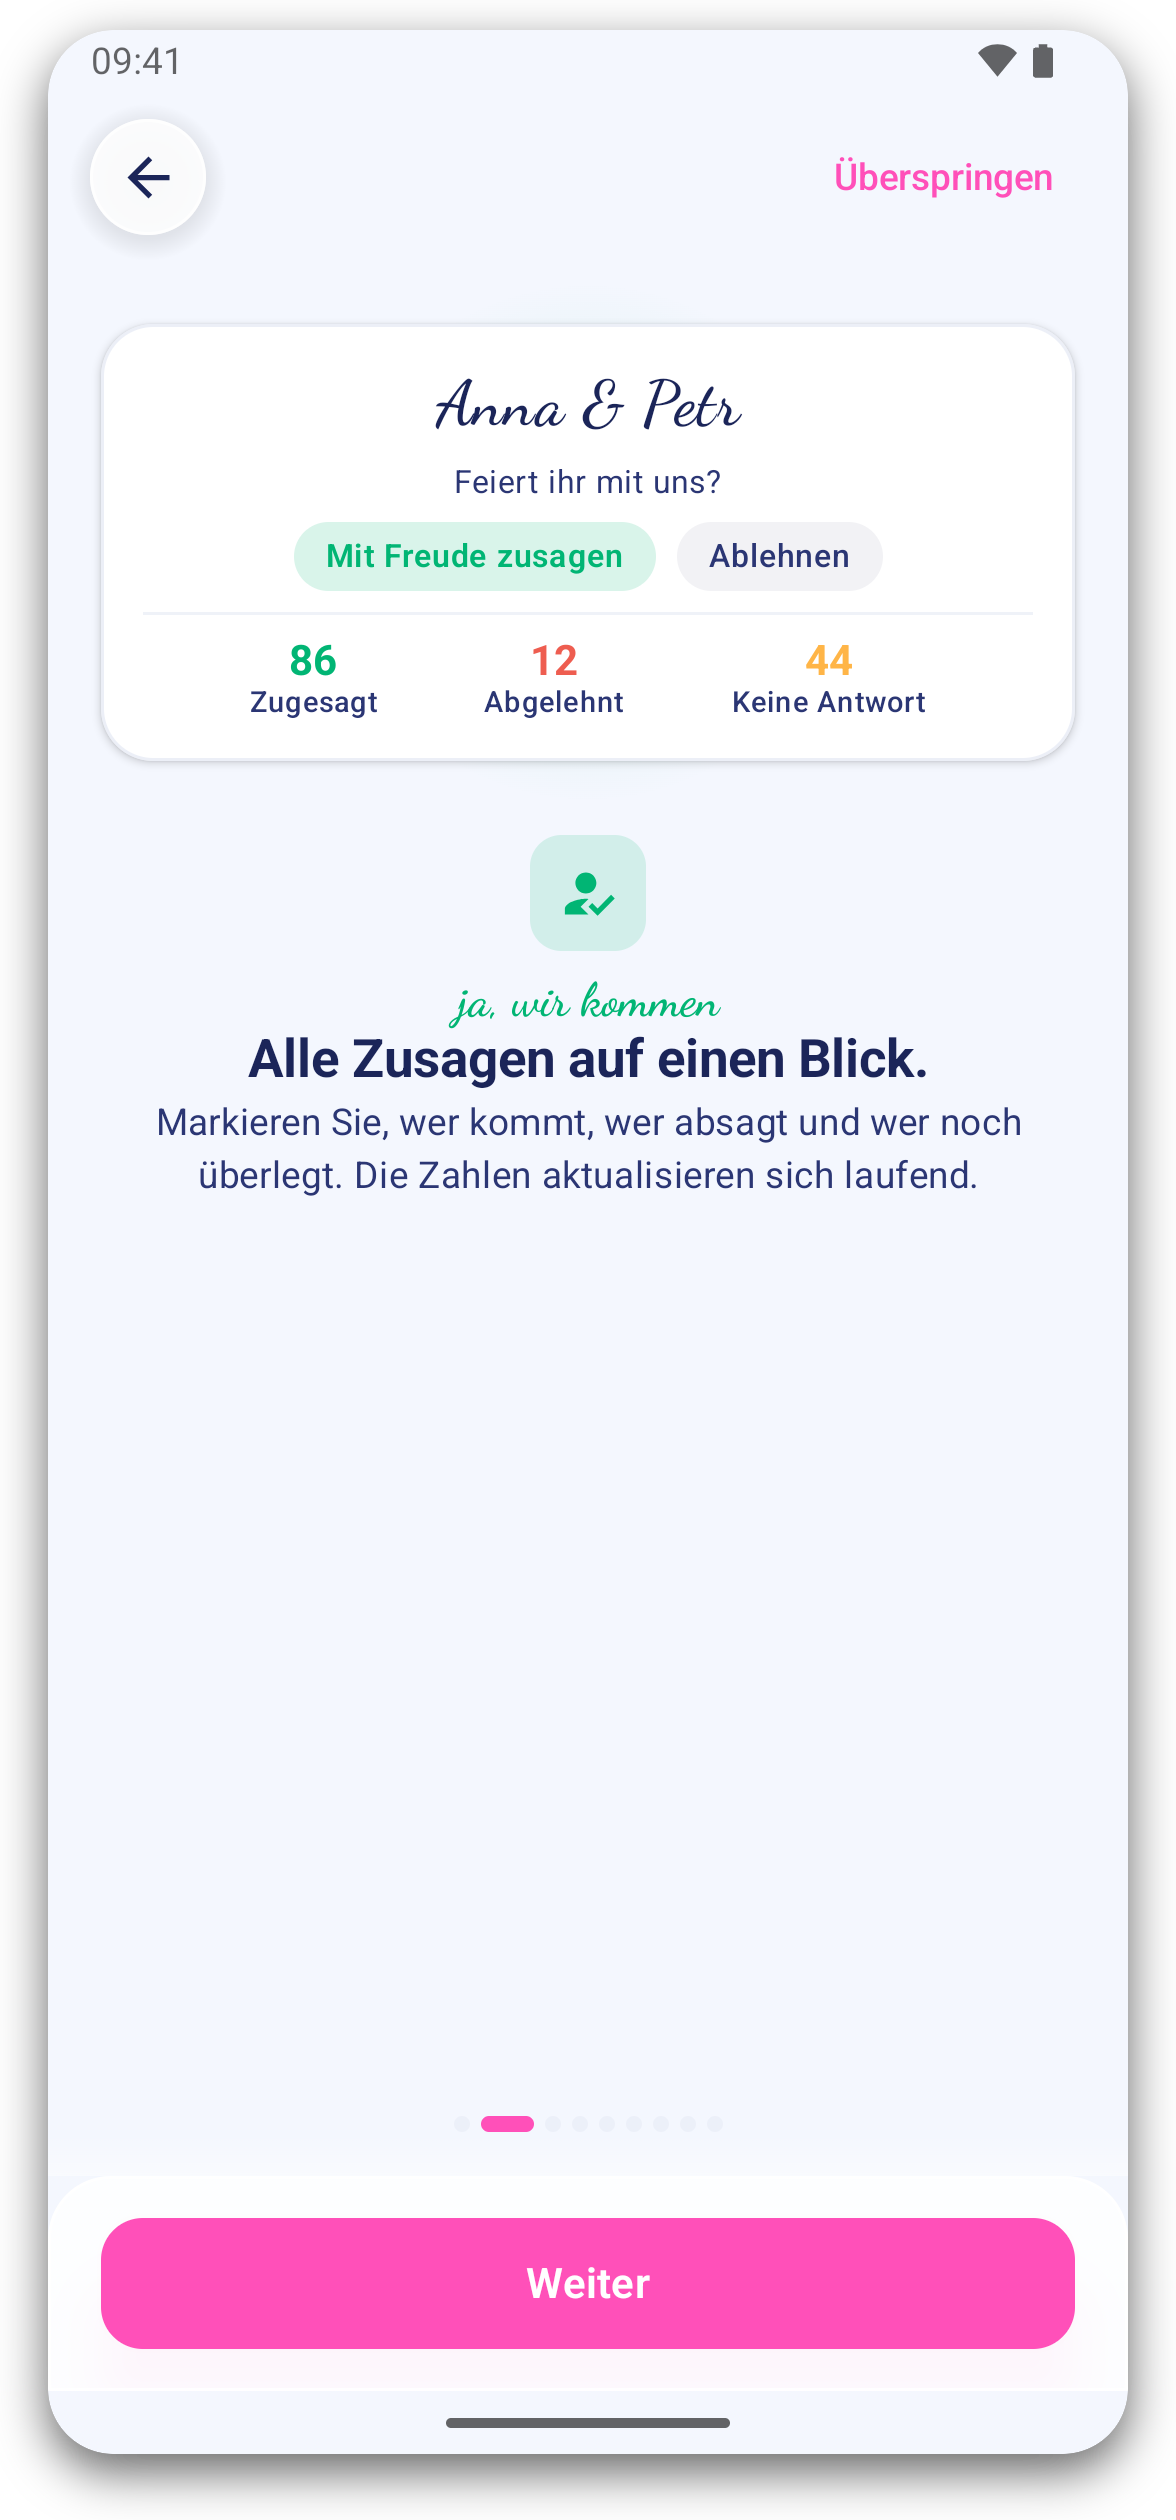 09:41
Überspringen
Anna & Petr
Feiert ihr mit uns?
Mit Freude zusagen
Ablehnen
86
12
44
Zugesagt
Abgelehnt
Keine Antwort
ja, wir kommen
Alle Zusagen auf einen Blick.
Markieren Sie, wer kommt, wer absagt und wer noch
überlegt. Die Zahlen aktualisieren sich laufend.
Weiter